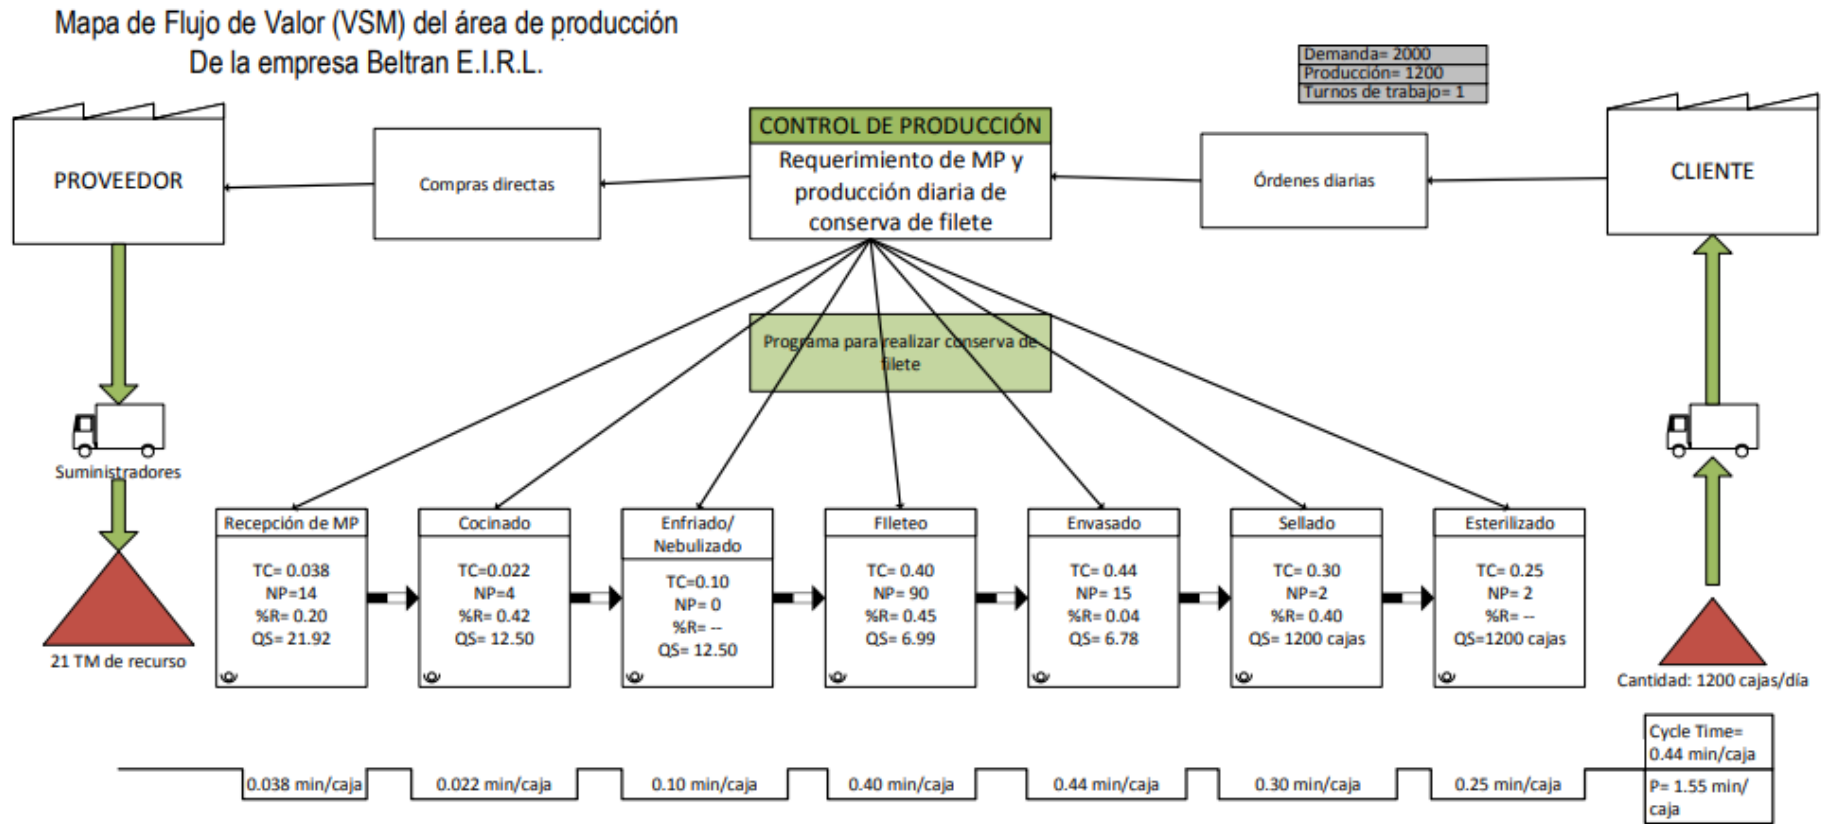 Mapa de Flujo de Valor (VSM) del área de producción
De la empresa Beltran E.I.R.L.
Demanda= 2000
Producción= 1200
Turnos de trabajo= 1
PROVEEDOR
Compras directas
CONTROL DE PRODUCCIÓN
Requerimiento de MP y
producción diaria de
conserva de filete
Órdenes diarias
CLIENTE
Programa para realizar conserva de
filete
Suministradores
21 TM de recurso
Recepción de MP
TC= 0.038
NP=14
%R= 0.20
QS= 21.92
Cocinado
TC=0.022
NP=4
%R= 0.42
QS= 12.50
Enfriado/
Nebulizado
TC=0.10
NP= 0
%R= --
QS= 12.50
FIleteo
TC= 0.40
NP= 90
%R= 0.45
QS= 6.99
Envasado
TC= 0.44
NP= 15
%R= 0.04
QS= 6.78
Sellado
TC= 0.30
NP=2
%R= 0.40
QS= 1200 cajas
Esterilizado
TC= 0.25
NP= 2
%R= --
QS=1200 cajas
Cantidad: 1200 cajas/día
0.038 min/caja
0.022 min/caja
0.10 min/caja
0.40 min/caja
0.44 min/caja
0.30 min/caja
0.25 min/caja
Cycle Time=
0.44 min/caja
P= 1.55 min/
caja